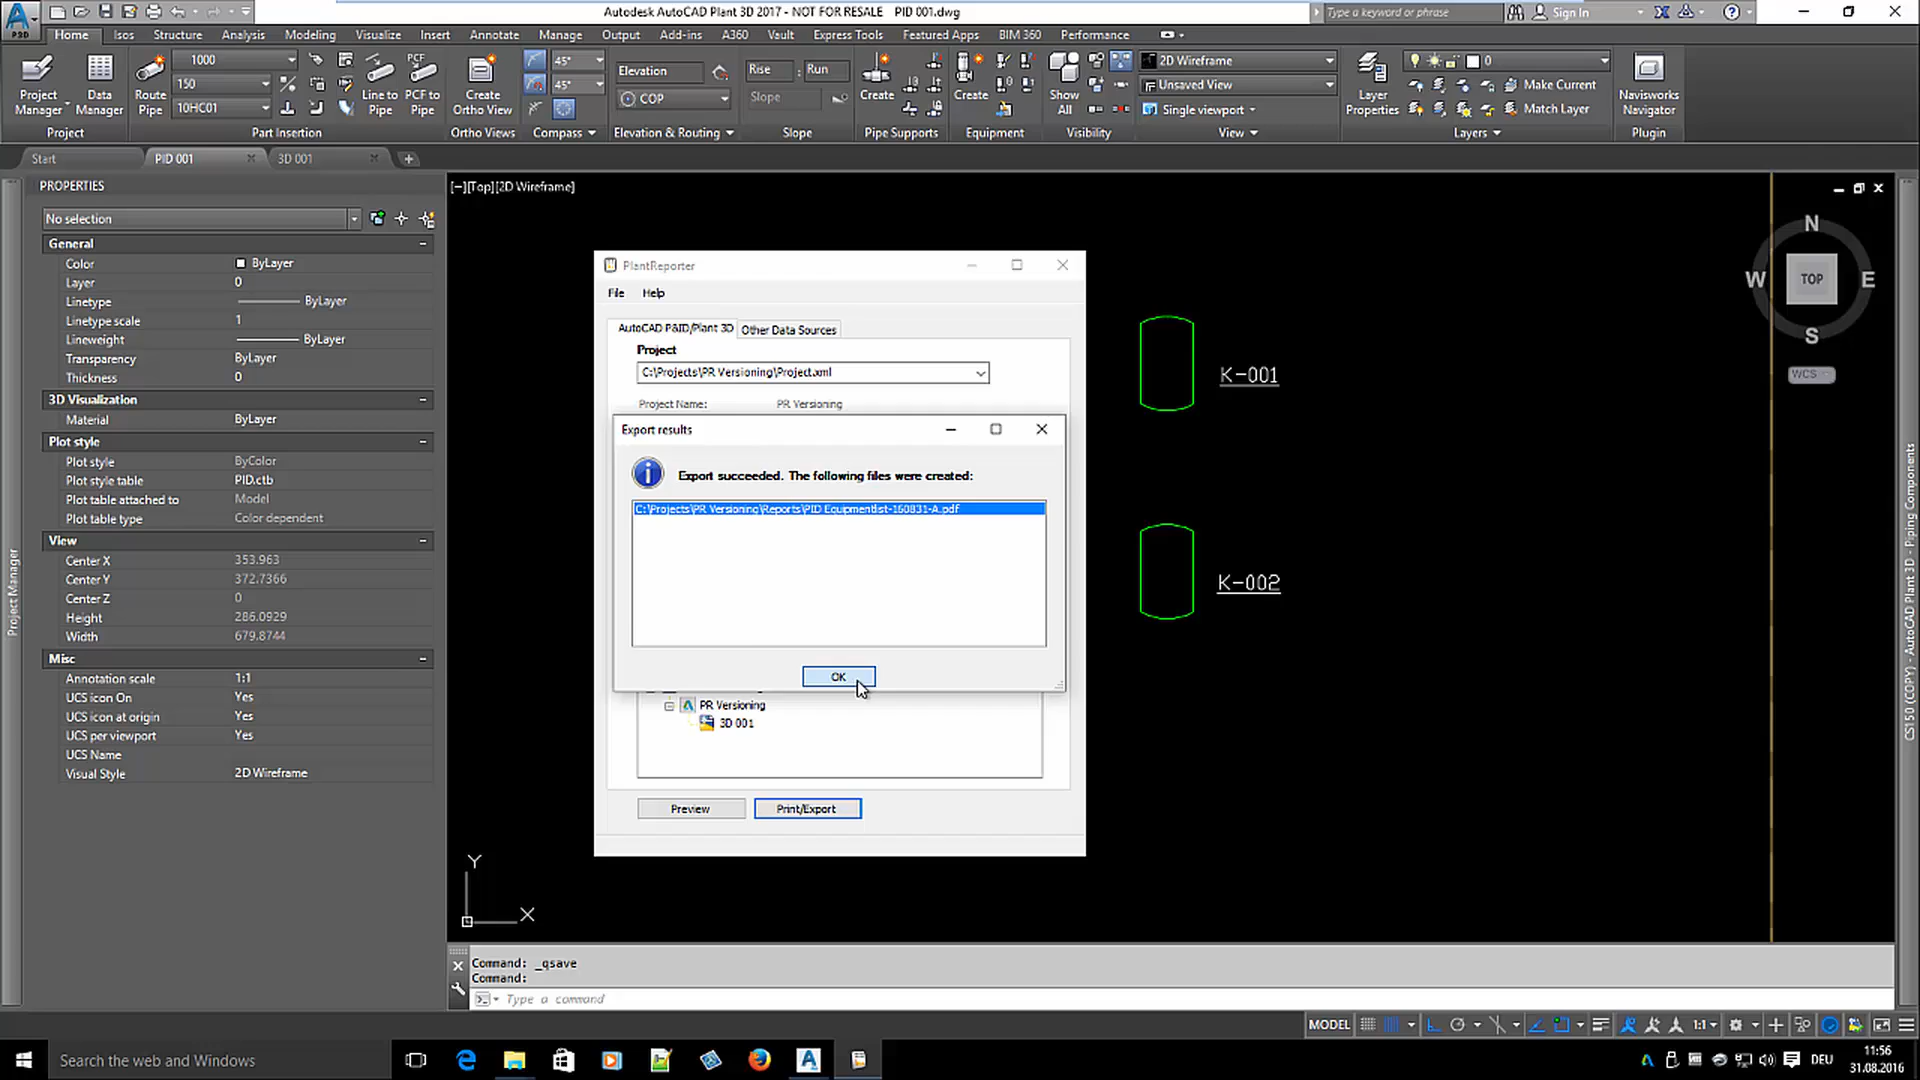 Autodesk AutoCAD Plant 3D 2017 - NOT FOR RESALE    PID 001.dwg
Type a keyword or phrase
Sign In
P3D
Home
Isos
Structure
Analysis
Modeling
Visualize
Insert
Annotate
Manage
Output
Add-ins
A360
Vault
Express Tools
Featured Apps
BIM 360
Performance
Project Manager
Data Manager
Route Pipe
1000
150
10HC01
Line to Pipe
PCF
PCF to Pipe
Create Ortho View
45°
45°
Elevation
COP
Rise : Run
Slope
Create
Create
Show All
2D Wireframe
Unsaved View
Single viewport
Layer Properties
0
Make Current
Match Layer
Navisworks Navigator
Project
Part Insertion
Ortho Views
Compass
Elevation & Routing
Slope
Pipe Supports
Equipment
Visibility
View
Layers
Plugin
Start
PID 001
3D 001
PROPERTIES
No selection
General
Color ByLayer
Layer 0
Linetype ByLayer
Linetype scale 1
Lineweight ByLayer
Transparency ByLayer
Thickness 0
3D Visualization
Material ByLayer
Plot style
Plot style ByColor
Plot style table PID.ctb
Plot table attached to Model
Plot table type Color dependent
View
Center X 353.963
Center Y 372.7366
Center Z 0
Height 286.0929
Width 679.8744
Misc
Annotation scale 1:1
UCS icon On Yes
UCS icon at origin Yes
UCS per viewport Yes
UCS Name
Visual Style 2D Wireframe
Project Manager
[−][Top][2D Wireframe]
PlantReporter
File Help
AutoCAD P&ID/Plant 3D
Other Data Sources
Project
C:\Projects\PR Versioning\Project.xml
Project Name: PR Versioning
Export results
Export succeeded. The following files were created:
C:\Projects\PR Versioning\Reports\PID Equipmentlist-160831-A.pdf
OK
PR Versioning
3D 001
Preview
Print/Export
K-001
K-002
N
W
TOP
E
S
WCS
CS150 (COPY) - AutoCAD Plant 3D - Piping Components
Y
X
Command: _qsave
Command:
Type a command
MODEL
1:1
Search the web and Windows
DEU
11:56
31.08.2016